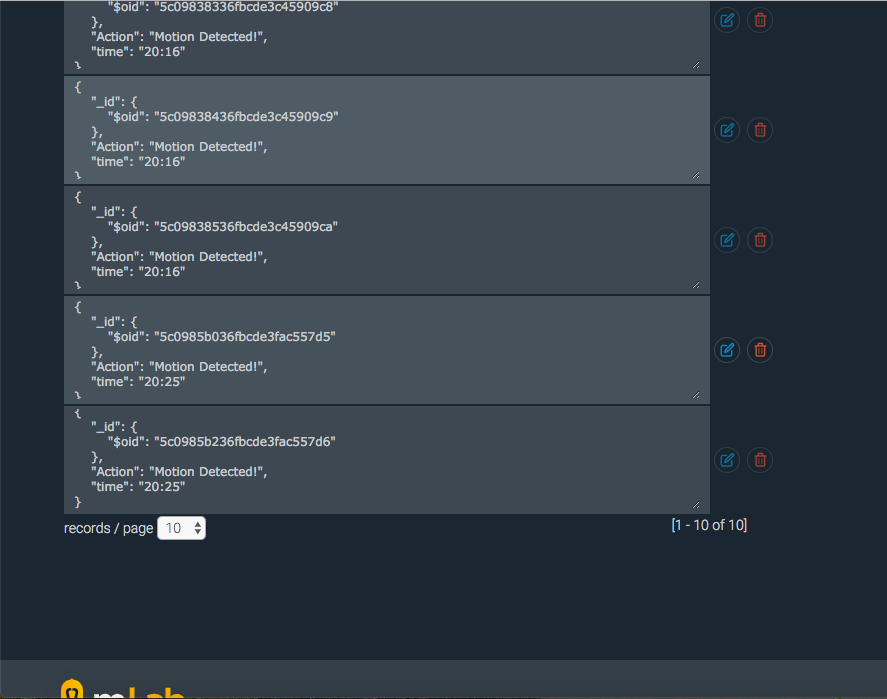 "$oid": "5c09838336fbcde3c45909c8"
},
"Action": "Motion Detected!",
"time": "20:16"
}
{
"_id": {
"$oid": "5c09838436fbcde3c45909c9"
},
"Action": "Motion Detected!",
"time": "20:16"
}
{
"_id": {
"$oid": "5c09838536fbcde3c45909ca"
},
"Action": "Motion Detected!",
"time": "20:16"
}
{
"_id": {
"$oid": "5c0985b036fbcde3fac557d5"
},
"Action": "Motion Detected!",
"time": "20:25"
}
{
"_id": {
"$oid": "5c0985b236fbcde3fac557d6"
},
"Action": "Motion Detected!",
"time": "20:25"
}
records / page 10 [1 - 10 of 10]
mLab